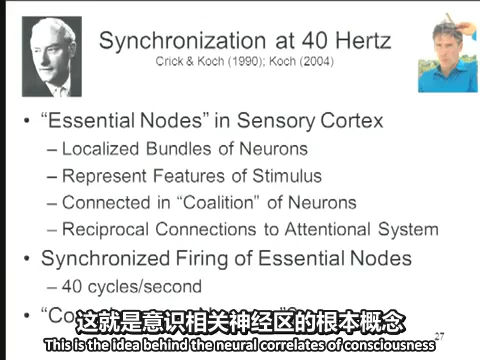 Synchronization at 40 Hertz
Crick & Koch (1990); Koch (2004)
• “Essential Nodes” in Sensory Cortex
– Localized Bundles of Neurons
– Represent Features of Stimulus
– Connected in “Coalition” of Neurons
– Reciprocal Connections to Attentional System
• Synchronized Firing of Essential Nodes
– 40 cycles/second
这就是意识相关神经区的根本概念
27
This is the idea behind the neural correlates of consciousness